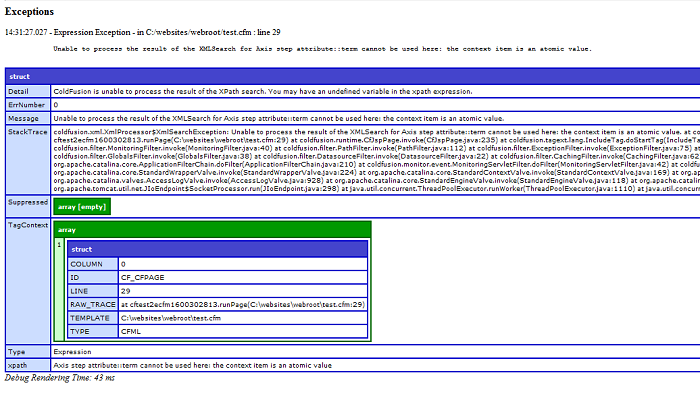 Exceptions
14:31:27.027 - Expression Exception - in C:/websites/webroot/test.cfm : line 29
Unable to process the result of the XMLSearch for Axis step attribute::term cannot be used here: the context item is an atomic value.
struct
Detail ColdFusion is unable to process the result of the XPath search. You may have an undefined variable in the xpath expression.
ErrNumber 0
Message Unable to process the result of the XMLSearch for Axis step attribute::term cannot be used here: the context item is an atomic value.
StackTrace coldfusion.xml.XmlProcessor$XmlSearchException: Unable to process the result of the XMLSearch for Axis step attribute::term cannot be used here: the context item is an atomic value. at co
cftest2ecfm1600302813.runPage(C:\websites\webroot\test.cfm:29) at coldfusion.runtime.CfJspPage.invoke(CfJspPage.java:235) at coldfusion.tagext.lang.IncludeTag.doStartTag(IncludeTa
coldfusion.filter.MonitoringFilter.invoke(MonitoringFilter.java:40) at coldfusion.filter.PathFilter.invoke(PathFilter.java:112) at coldfusion.filter.ExceptionFilter.invoke(ExceptionFilter.java:75) at
coldfusion.filter.GlobalsFilter.invoke(GlobalsFilter.java:38) at coldfusion.filter.DatasourceFilter.invoke(DatasourceFilter.java:22) at coldfusion.filter.CachingFilter.invoke(CachingFilter.java:62
org.apache.catalina.core.ApplicationFilterChain.doFilter(ApplicationFilterChain.java:210) at coldfusion.monitor.event.MonitoringServletFilter.doFilter(MonitoringServletFilter.java:42) at coldfus
org.apache.catalina.core.StandardWrapperValve.invoke(StandardWrapperValve.java:224) at org.apache.catalina.core.StandardContextValve.invoke(StandardContextValve.java:169) at org.a
org.apache.catalina.valves.AccessLogValve.invoke(AccessLogValve.java:928) at org.apache.catalina.core.StandardEngineValve.invoke(StandardEngineValve.java:118) at org.apache.catali
org.apache.tomcat.util.net.JIoEndpoint$SocketProcessor.run(JIoEndpoint.java:298) at java.util.concurrent.ThreadPoolExecutor.runWorker(ThreadPoolExecutor.java:1110) at java.util.concu
Suppressed array [empty]
TagContext array
1 struct
COLUMN 0
ID CF_CFPAGE
LINE 29
RAW_TRACE at cftest2ecfm1600302813.runPage(C:\websites\webroot\test.cfm:29)
TEMPLATE C:\websites\webroot\test.cfm
TYPE CFML
Type Expression
xpath Axis step attribute::term cannot be used here: the context item is an atomic value
Debug Rendering Time: 43 ms